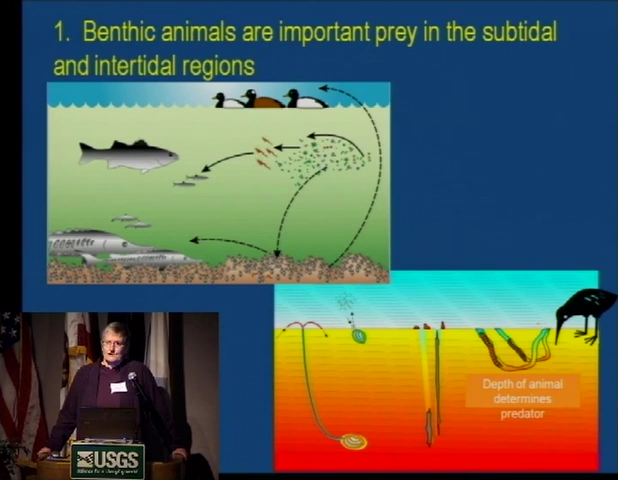 1. Benthic animals are important prey in the subtidal
and intertidal regions
Depth of animal
determines
predator
USGS